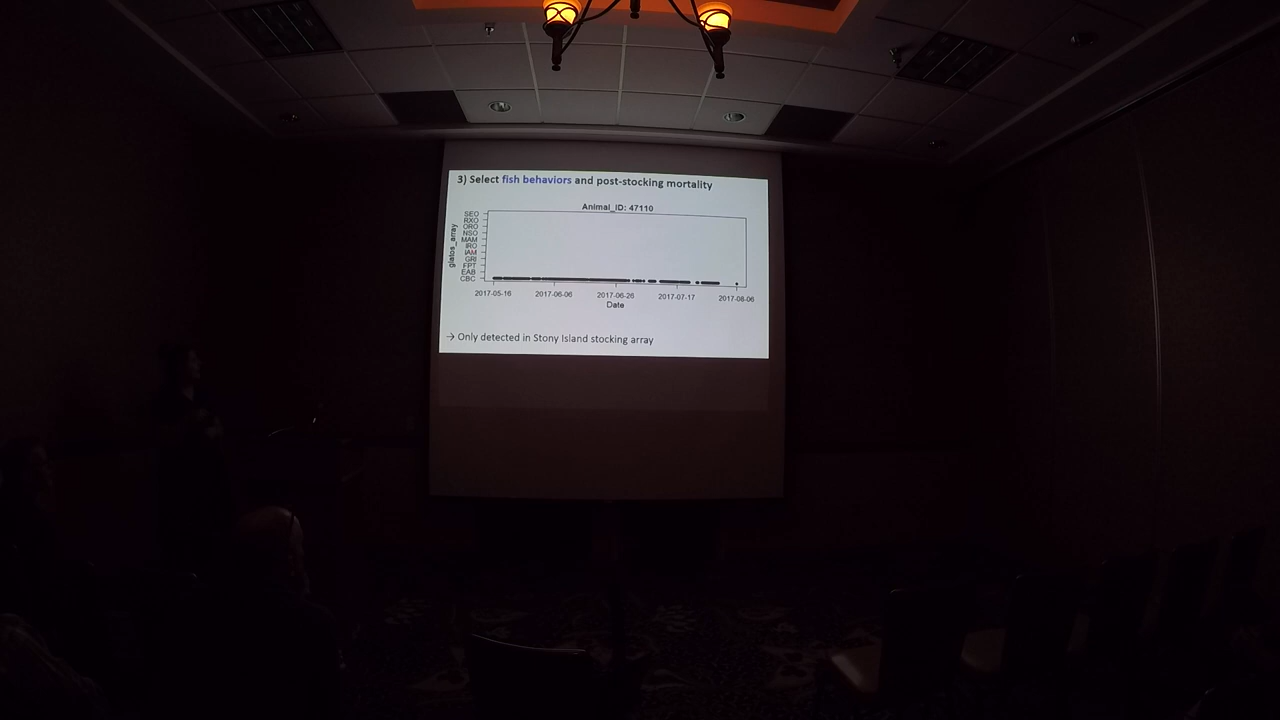 3) Select fish behaviors and post-stocking mortality
Animal_ID: 47110
glatos_array
SEO
RXO
ORO
NSO
MAM
IRO
IAM
GRI
FPT
EAB
CBC
2017-05-16 2017-06-06 2017-06-26 2017-07-17 2017-08-06
Date
→ Only detected in Stony Island stocking array